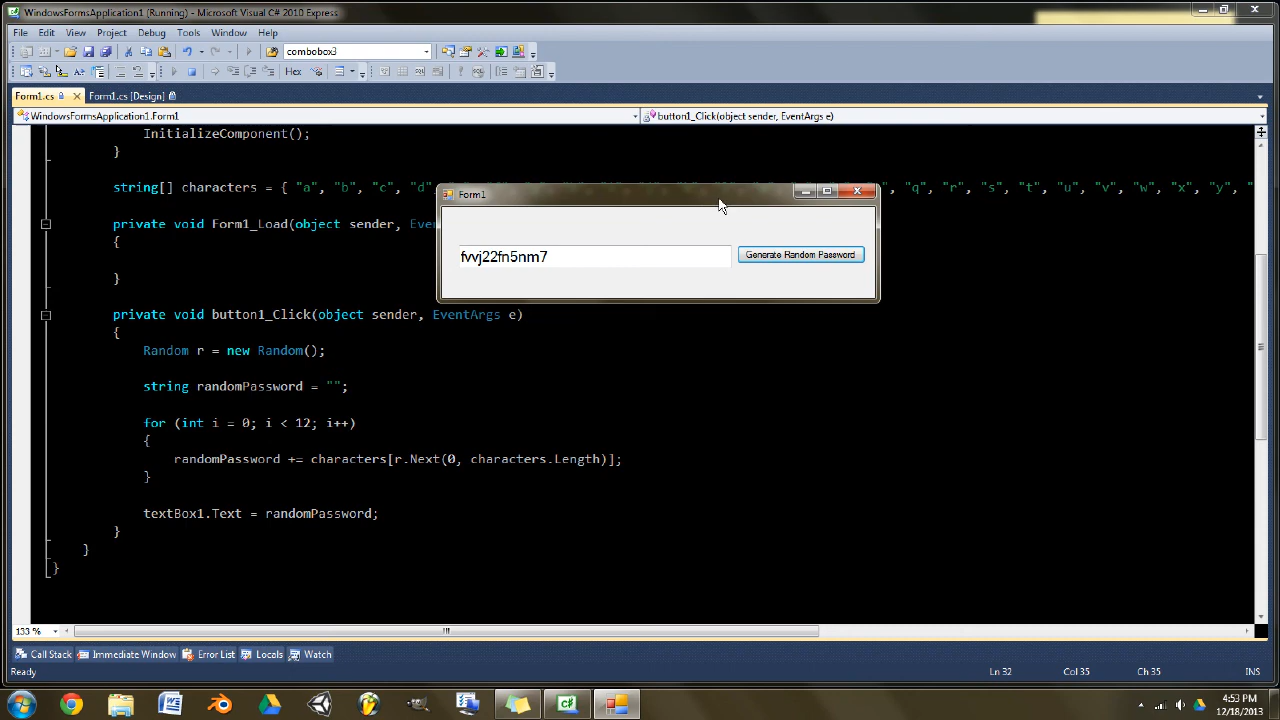 WindowsFormsApplication1 (Running) - Microsoft Visual C# 2010 Express
File Edit View Project Debug Tools Window Help
combobox3
Hex
Form1.cs Form1.cs [Design]
WindowsFormsApplication1.Form1 button1_Click(object sender, EventArgs e)
InitializeComponent();
}
string[] characters = { "a", "b", "c", "d" "q", "r", "s", "t", "u", "v", "w", "x", "y", "
Form1
private void Form1_Load(object sender, Eve
{
fvvj22fn5nm7 Generate Random Password
}
private void button1_Click(object sender, EventArgs e)
{
Random r = new Random();
string randomPassword = "";
for (int i = 0; i < 12; i++)
{
randomPassword += characters[r.Next(0, characters.Length)];
}
textBox1.Text = randomPassword;
}
}
}
133 %
Call Stack Immediate Window Error List Locals Watch
Ready Ln 32 Col 35 Ch 35 INS
4:53 PM
12/18/2013